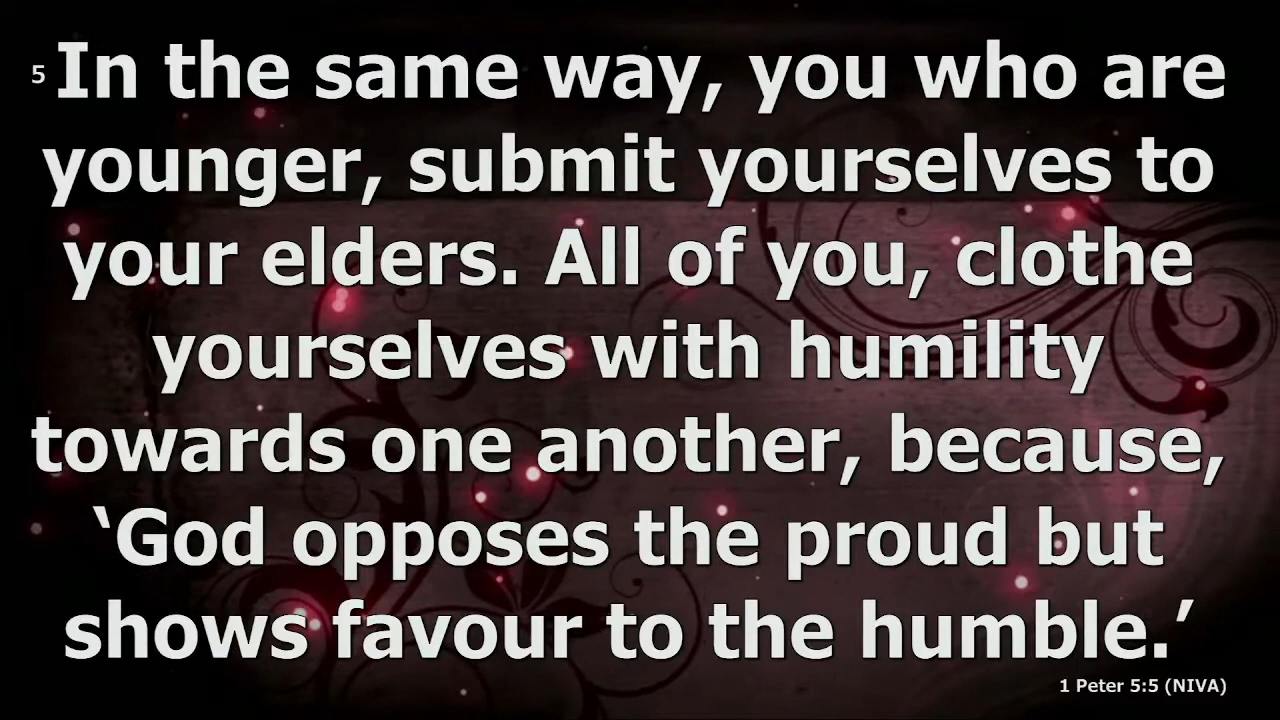 5 In the same way, you who are
younger, submit yourselves to
your elders. All of you, clothe
yourselves with humility
towards one another, because,
‘God opposes the proud but
shows favour to the humble.’
1 Peter 5:5 (NIVA)